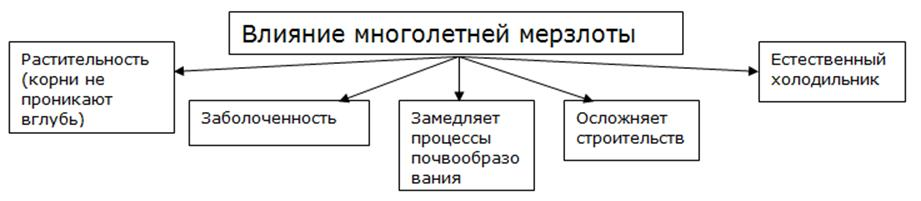 Влияние многолетней мерзлоты
Растительность
(корни не
проникают
вглубь)
Заболоченность
Замедляет
процессы
почвообразо
вания
Осложняет
строительств
Естественный
холодильник